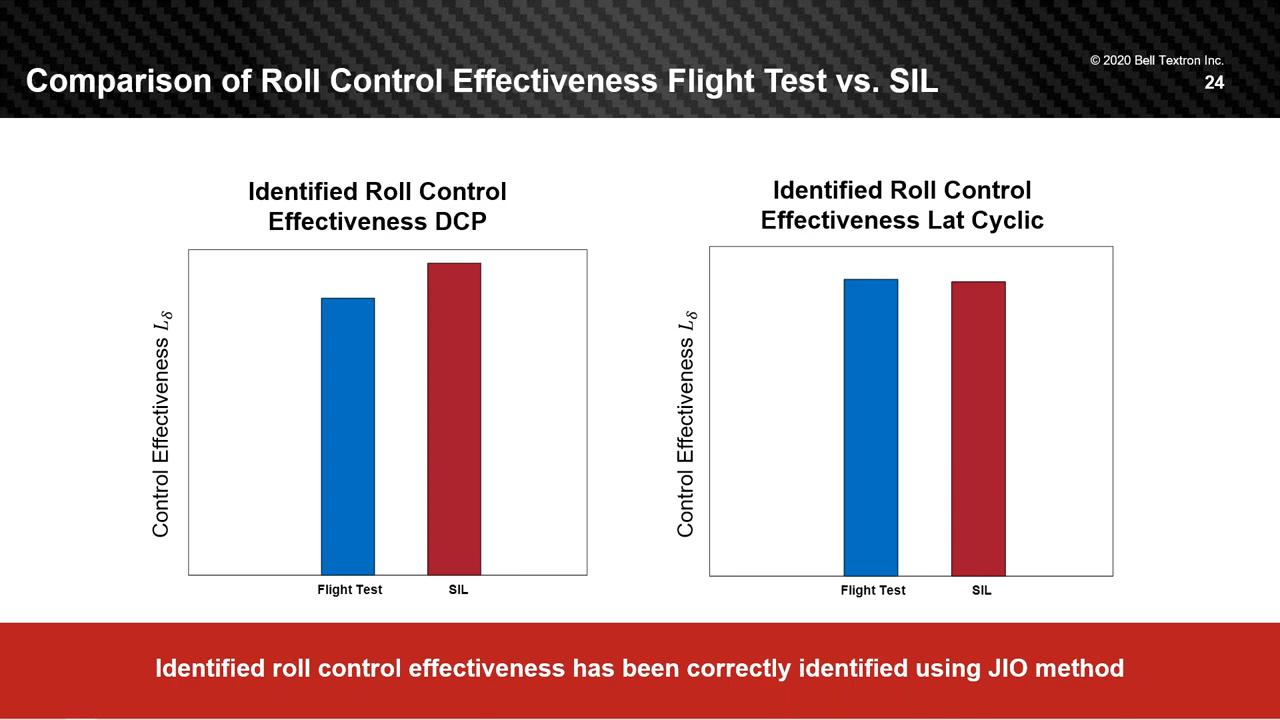 © 2020 Bell Textron Inc.
Comparison of Roll Control Effectiveness Flight Test vs. SIL
24
Identified Roll Control
Effectiveness DCP
Control Effectiveness L_δ
Flight Test
SIL
Identified Roll Control
Effectiveness Lat Cyclic
Control Effectiveness L_δ
Flight Test
SIL
Identified roll control effectiveness has been correctly identified using JIO method